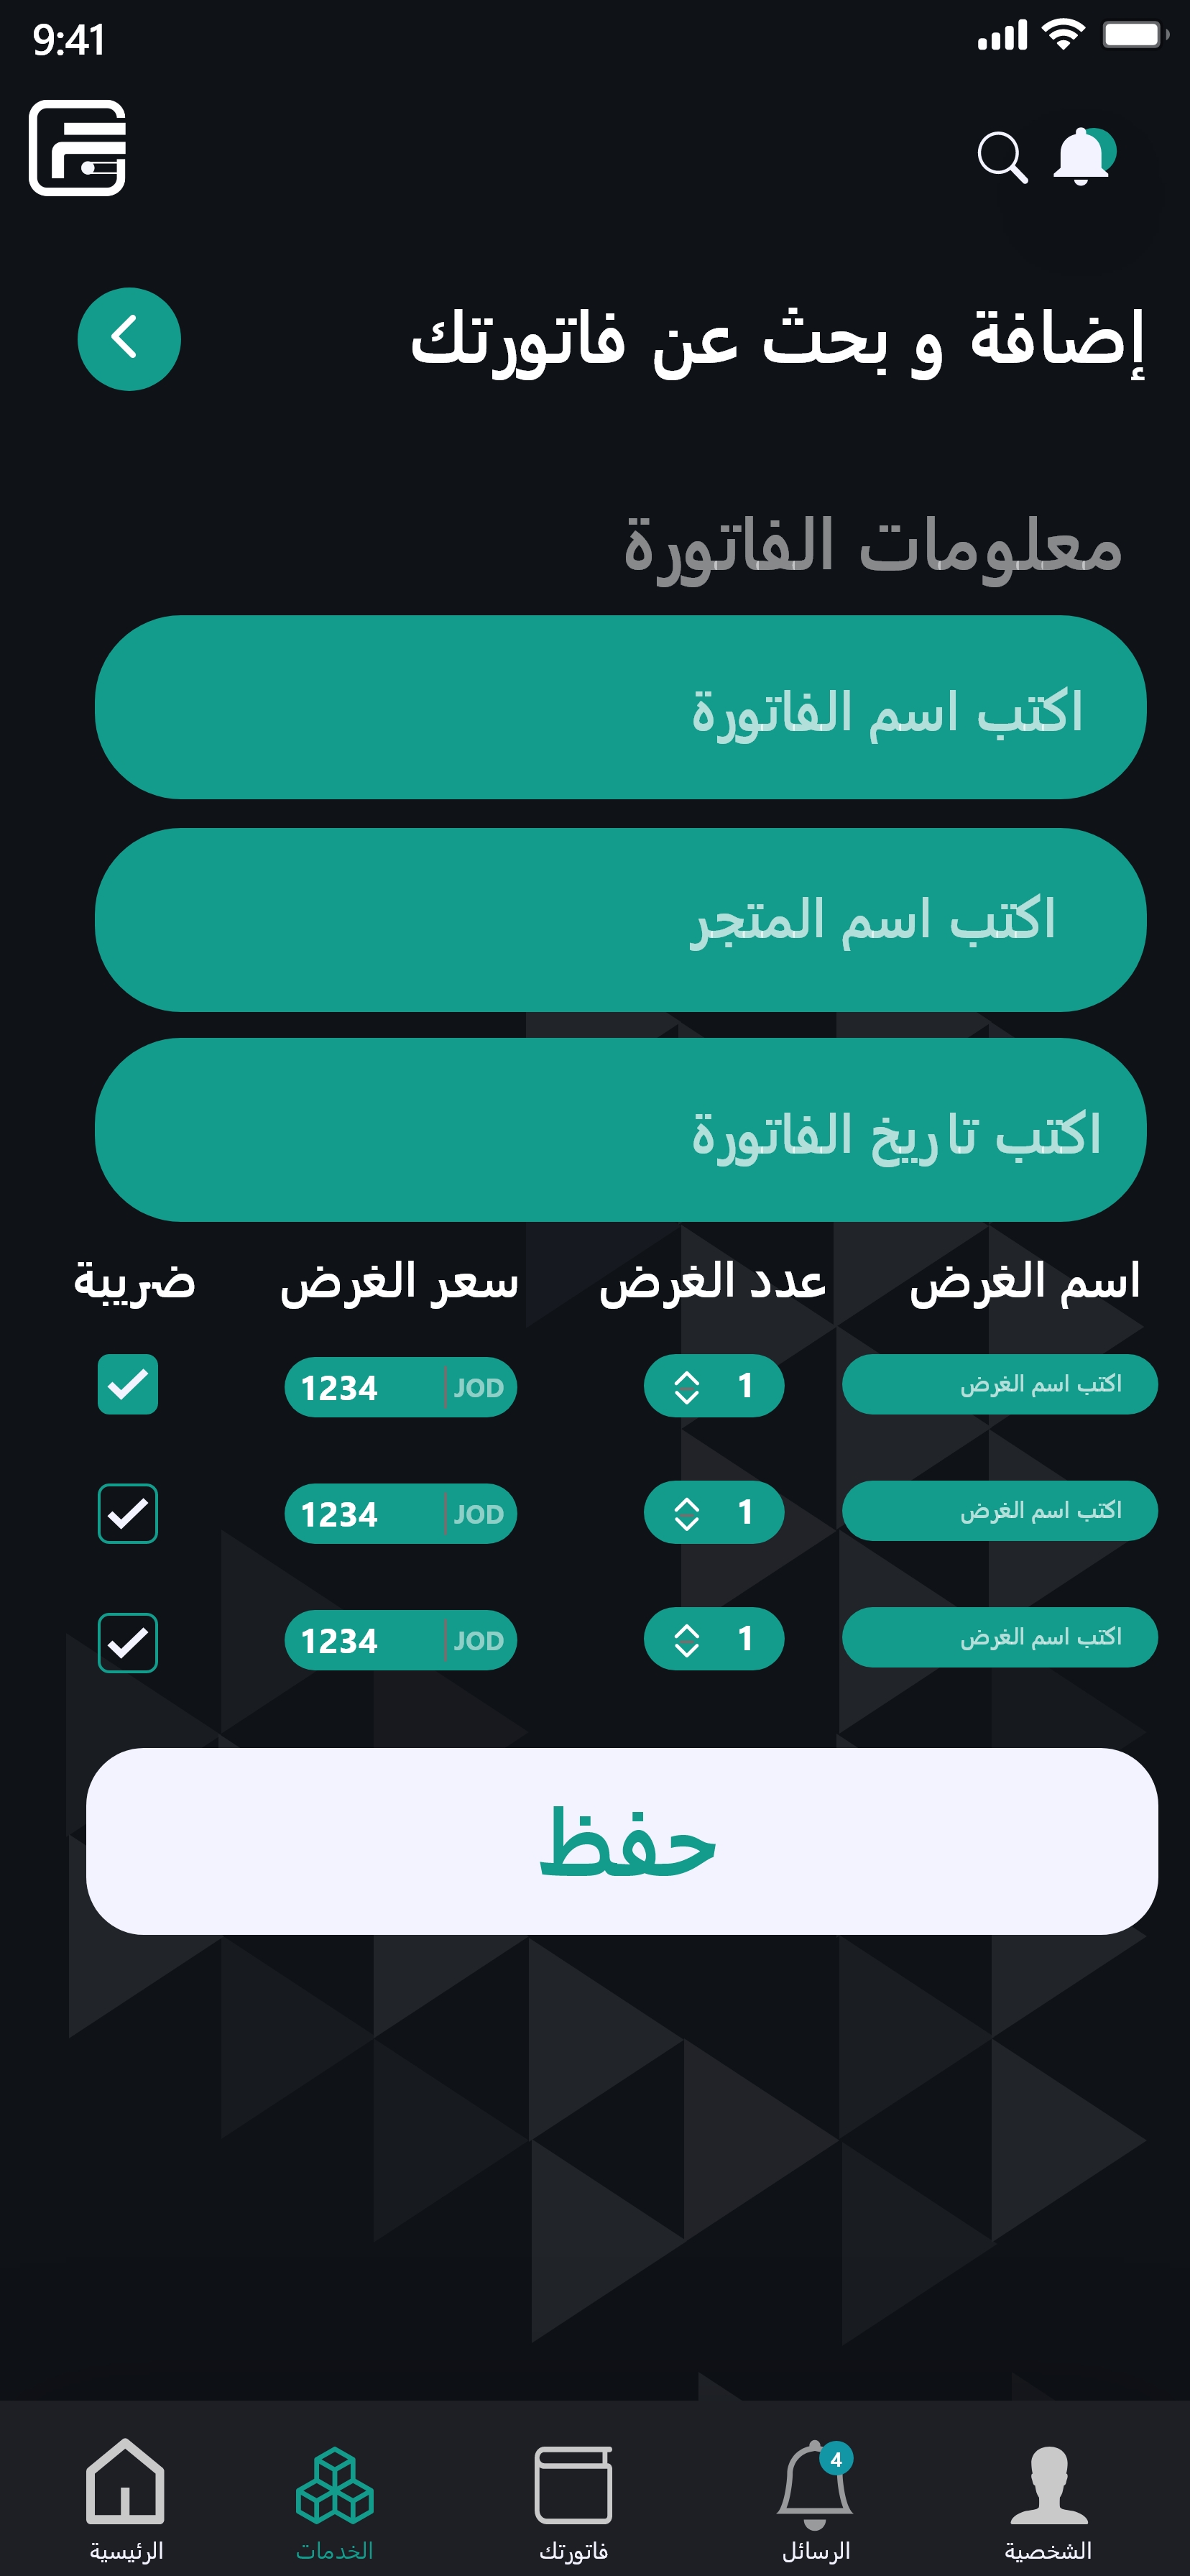 9:41
إضافة و بحث عن فاتورتك
معلومات الفاتورة
اكتب اسم الفاتورة
اكتب اسم المتجر
اكتب تاريخ الفاتورة
اسم الغرض عدد الغرض سعر الغرض ضريبة
اكتب اسم الغرض 1 JOD 1234
اكتب اسم الغرض 1 JOD 1234
اكتب اسم الغرض 1 JOD 1234
حفظ
4
الشخصية الرسائل فاتورتك الخدمات الرئيسية